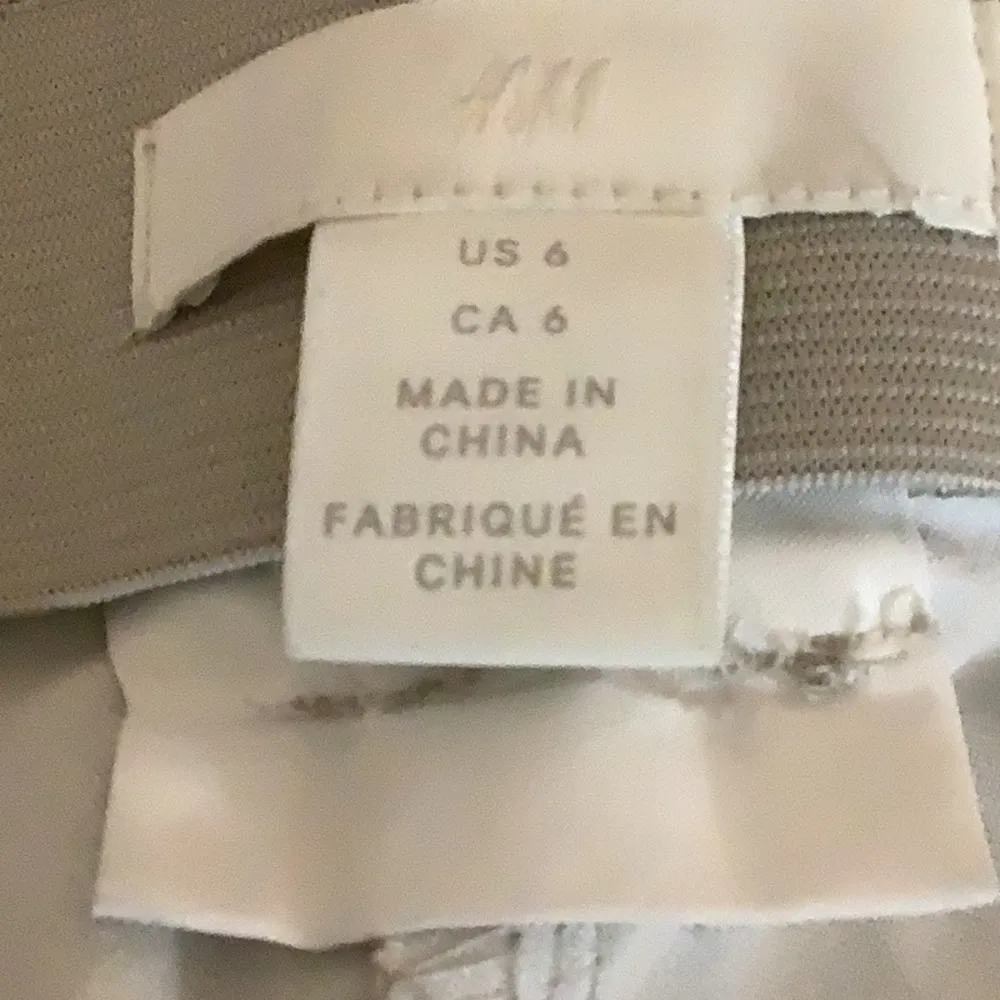 H&M
US 6
CA 6
MADE IN
CHINA
FABRIQUÉ EN
CHINE